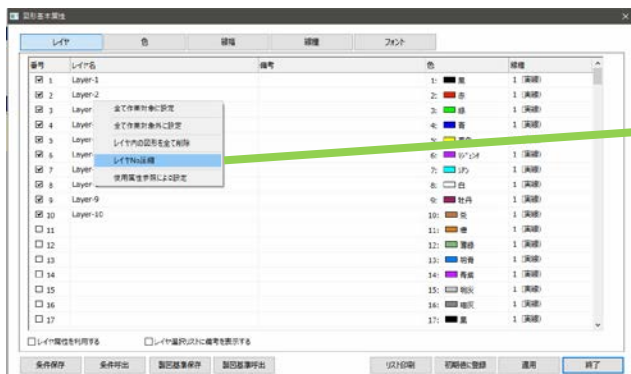 図形基本属性
レイヤ 色 線幅 線種 フォント
番号 レイヤ名 備考 色 線種
1 Layer-1 1: 黒 1 (実線)
2 Layer-2 2: 赤 1 (実線)
3 Layer 3: 緑 1 (実線)
4 Layer 4: 青 1 (実線)
5 Layer 5: 1 (実線)
6 Layer 6: 1 (実線)
7 Layer 7: 1 (実線)
8 Layer 8: 白 1 (実線)
9 Layer-9 9: 牡丹 1 (実線)
10 Layer-10 10: 茶 1 (実線)
11 11: 橙 1 (実線)
12 12: 薄緑 1 (実線)
13 13: 明青 1 (実線)
14 14: 青紫 1 (実線)
15 15: 明灰 1 (実線)
16 16: 暗灰 1 (実線)
17 17: 黒 1 (実線)
全て作業対象に設定
全て作業対象外に設定
レイヤ内の図形を全て削除
レイヤNo圧縮
使用属性参照による設定
レイヤ属性を利用する レイヤ選択リストに備考を表示する
条件保存 条件呼出 製図基準保存 製図基準呼出 リスト印刷 初期値に登録 適用 終了